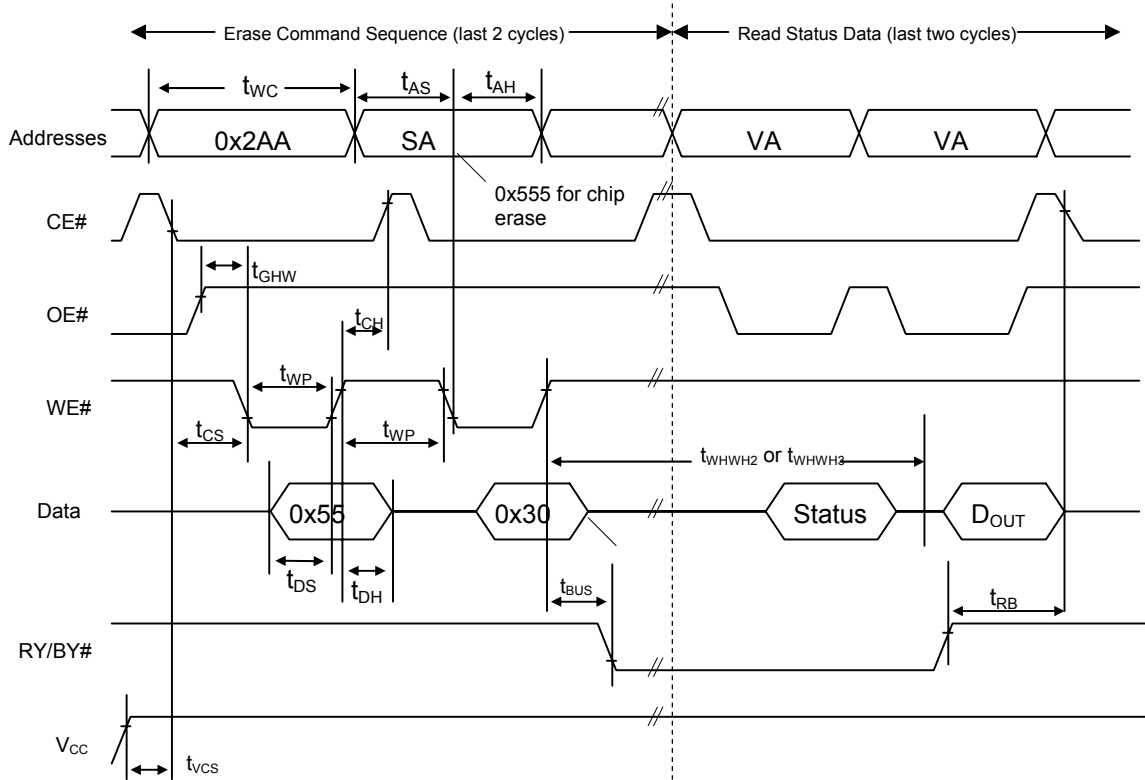 Erase Command Sequence (last 2 cycles)
Read Status Data (last two cycles)
tWC
tAS
tAH
Addresses
0x2AA
SA
VA
VA
0x555 for chip
erase
CE#
tGHW
OE#
tCH
tWP
WE#
tCS
tWP
tWHWH2 or tWHWH3
Data
0x55
0x30
Status
DOUT
tDS
tDH
tBUS
tRB
RY/BY#
VCC
tVCS